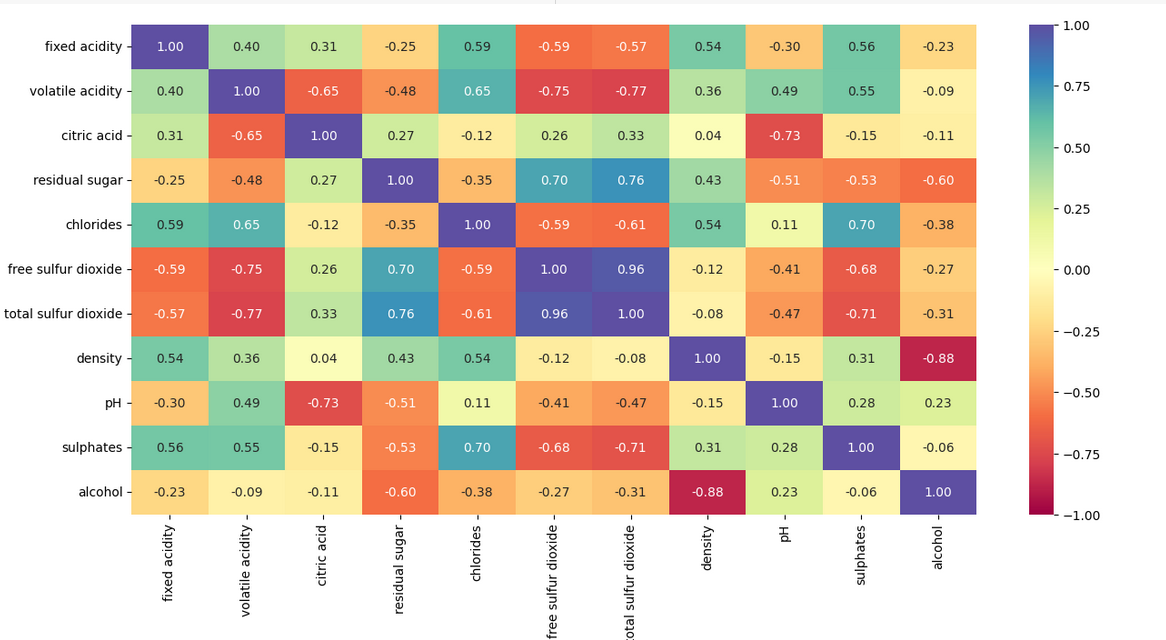 fixed acidity 1.00 0.40 0.31 -0.25 0.59 -0.59 -0.57 0.54 -0.30 0.56 -0.23
volatile acidity 0.40 1.00 -0.65 -0.48 0.65 -0.75 -0.77 0.36 0.49 0.55 -0.09
citric acid 0.31 -0.65 1.00 0.27 -0.12 0.26 0.33 0.04 -0.73 -0.15 -0.11
residual sugar -0.25 -0.48 0.27 1.00 -0.35 0.70 0.76 0.43 -0.51 -0.53 -0.60
chlorides 0.59 0.65 -0.12 -0.35 1.00 -0.59 -0.61 0.54 0.11 0.70 -0.38
free sulfur dioxide -0.59 -0.75 0.26 0.70 -0.59 1.00 0.96 -0.12 -0.41 -0.68 -0.27
total sulfur dioxide -0.57 -0.77 0.33 0.76 -0.61 0.96 1.00 -0.08 -0.47 -0.71 -0.31
density 0.54 0.36 0.04 0.43 0.54 -0.12 -0.08 1.00 -0.15 0.31 -0.88
pH -0.30 0.49 -0.73 -0.51 0.11 -0.41 -0.47 -0.15 1.00 0.28 0.23
sulphates 0.56 0.55 -0.15 -0.53 0.70 -0.68 -0.71 0.31 0.28 1.00 -0.06
alcohol -0.23 -0.09 -0.11 -0.60 -0.38 -0.27 -0.31 -0.88 0.23 -0.06 1.00
fixed acidity
volatile acidity
citric acid
residual sugar
chlorides
free sulfur dioxide
otal sulfur dioxide
density
pH
sulphates
alcohol
1.00
0.75
0.50
0.25
0.00
−0.25
−0.50
−0.75
−1.00